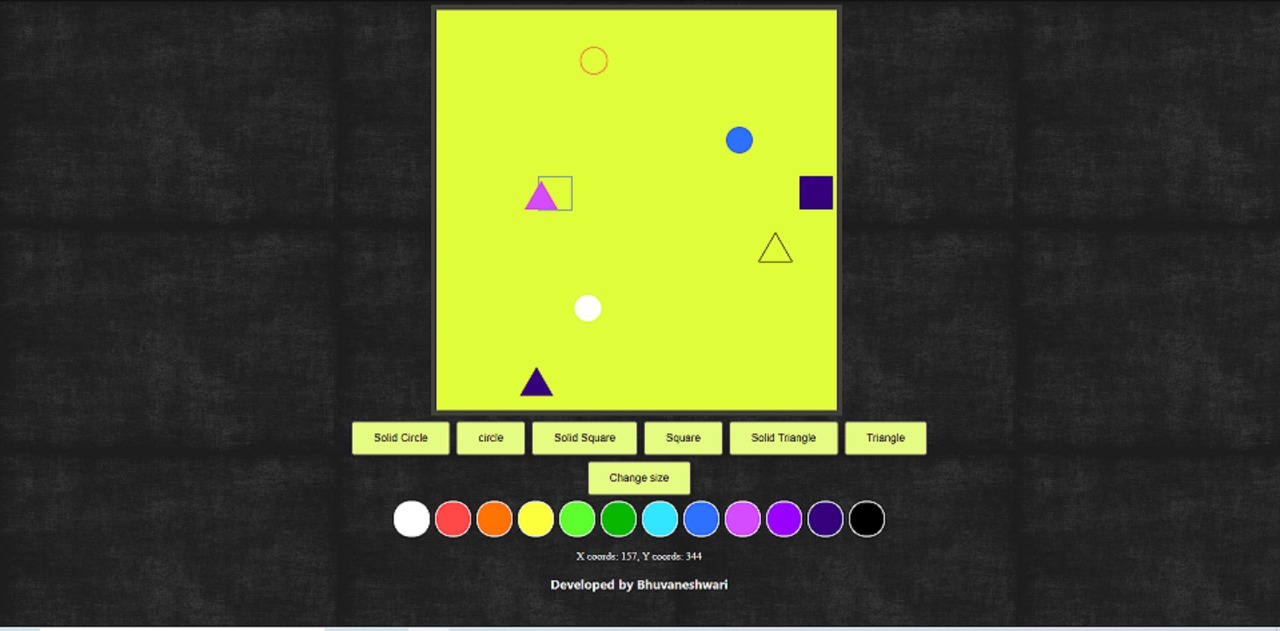 Solid Circle circle Solid Square Square Solid Triangle Triangle
Change size
X coords: 157, Y coords: 344
Developed by Bhuvaneshwari